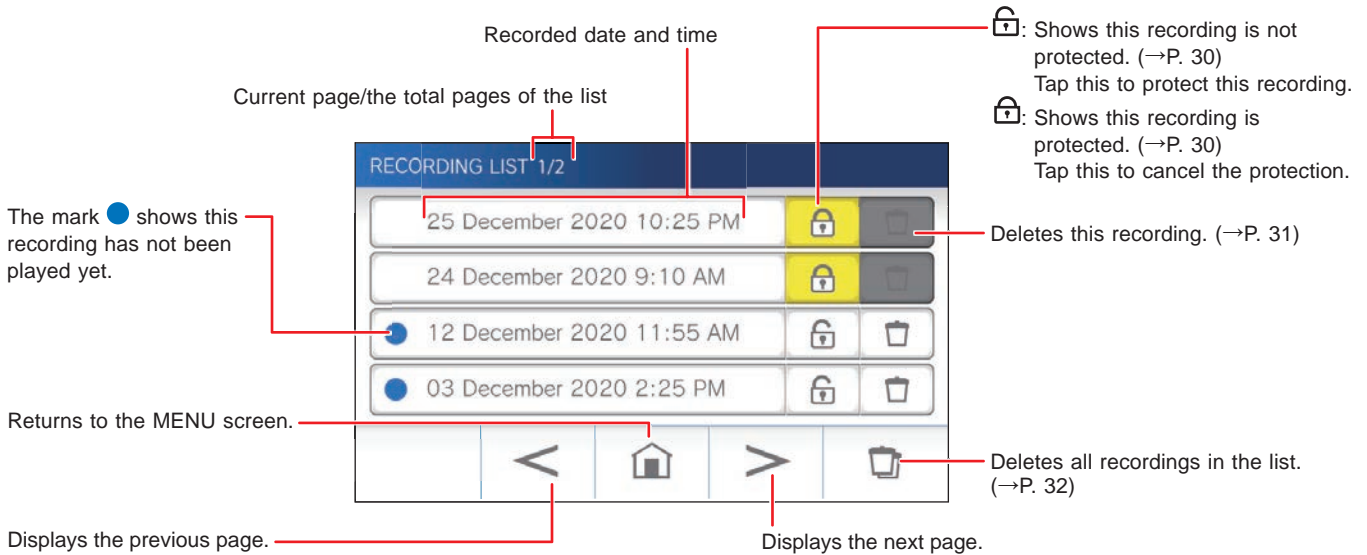 Recorded date and time
Current page/the total pages of the list
: Shows this recording is not
protected. (→P. 30)
Tap this to protect this recording.
: Shows this recording is
protected. (→P. 30)
Tap this to cancel the protection.
RECORDING LIST 1/2
The mark shows this
recording has not been
played yet.
25 December 2020 10:25 PM
Deletes this recording. (→P. 31)
24 December 2020 9:10 AM
12 December 2020 11:55 AM
03 December 2020 2:25 PM
Returns to the MENU screen.
< >
Deletes all recordings in the list.
(→P. 32)
Displays the previous page.
Displays the next page.